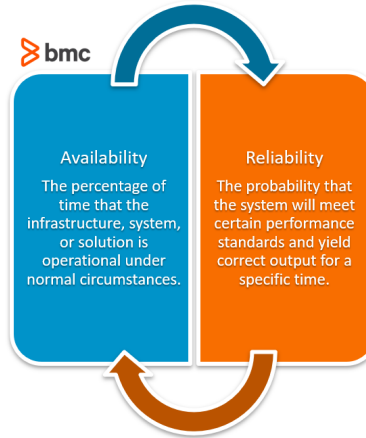 bmc
Availability
The percentage of
time that the
infrastructure, system,
or solution is
operational under
normal circumstances.
Reliability
The probability that
the system will meet
certain performance
standards and yield
correct output for a
specific time.